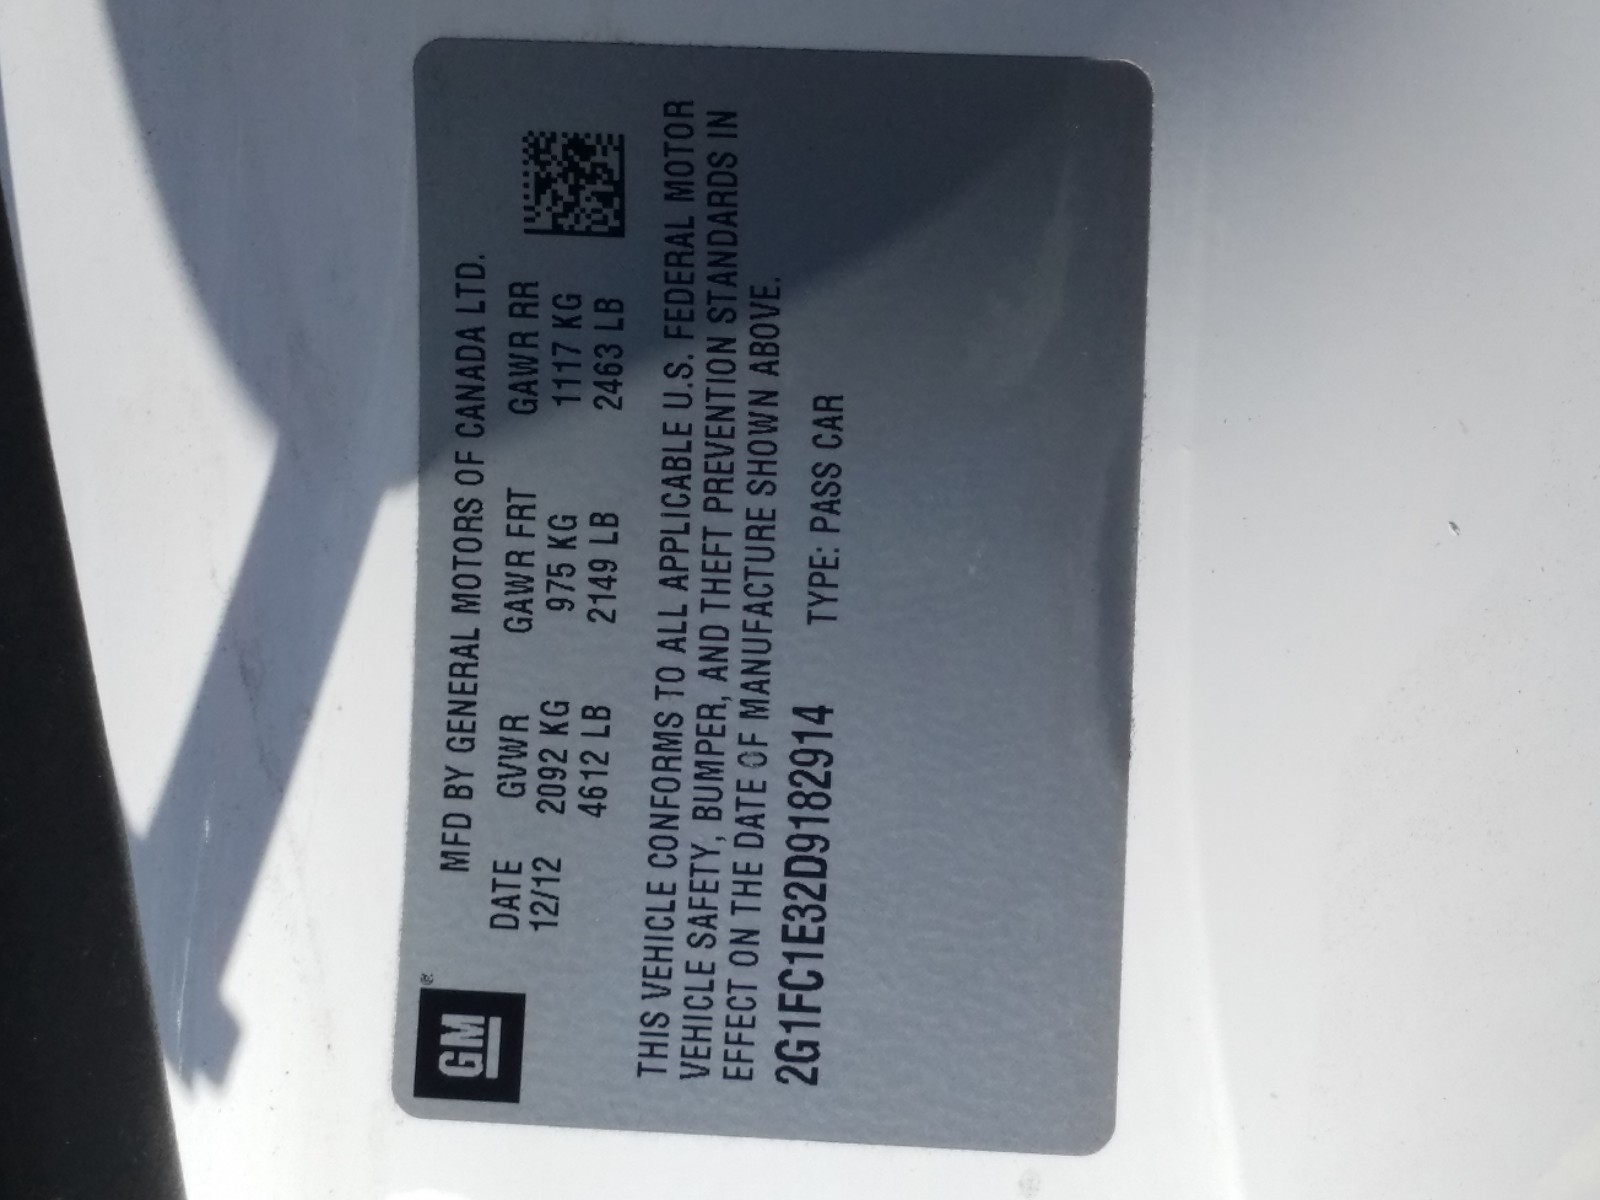 GM®
MFD BY GENERAL MOTORS OF CANADA LTD.
DATE GVWR GAWR FRT GAWR RR
12/12 2092 KG 975 KG 1117 KG
4612 LB 2149 LB 2463 LB
THIS VEHICLE CONFORMS TO ALL APPLICABLE U.S. FEDERAL MOTOR
VEHICLE SAFETY, BUMPER, AND THEFT PREVENTION STANDARDS IN
EFFECT ON THE DATE OF MANUFACTURE SHOWN ABOVE.
2G1FC1E32D9182914 TYPE: PASS CAR